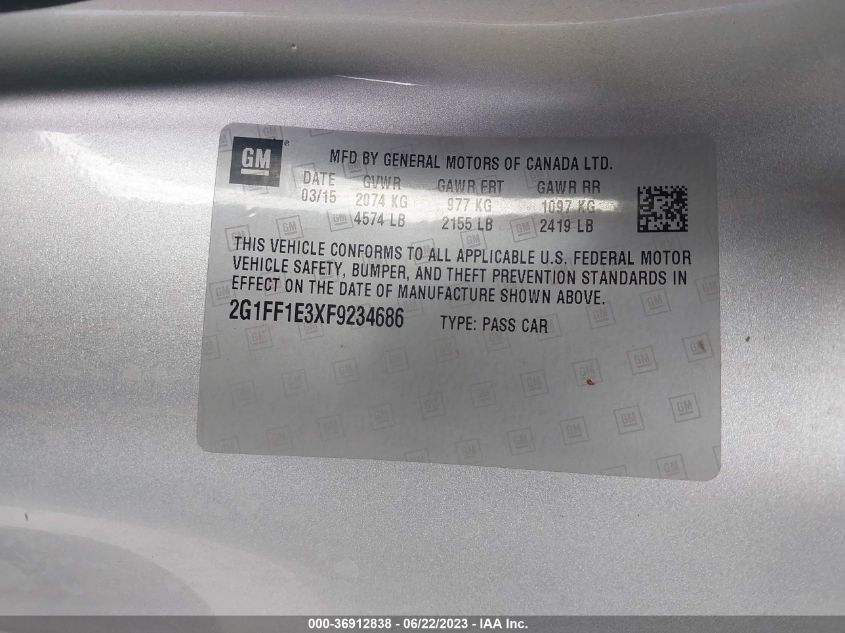 GM ®
MFD BY GENERAL MOTORS OF CANADA LTD.
DATE GVWR GAWR FRT GAWR RR
03/15 2074 KG 977 KG 1097 KG
4574 LB 2155 LB 2419 LB
THIS VEHICLE CONFORMS TO ALL APPLICABLE U.S. FEDERAL MOTOR
VEHICLE SAFETY, BUMPER, AND THEFT PREVENTION STANDARDS IN
EFFECT ON THE DATE OF MANUFACTURE SHOWN ABOVE.
2G1FF1E3XF9234686 TYPE: PASS CAR
000-36912838 - 06/22/2023 - IAA Inc.